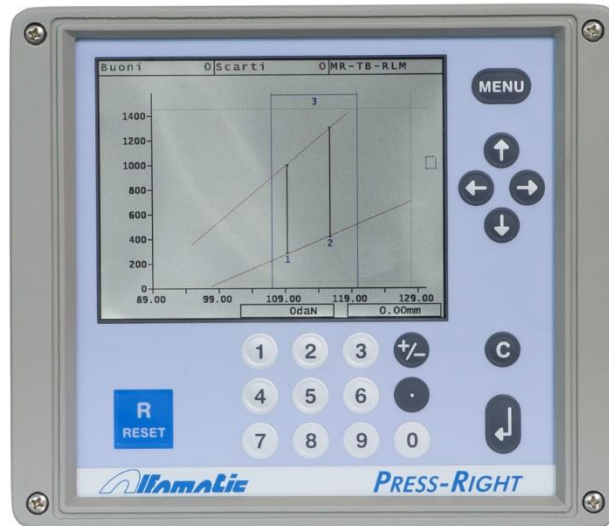 Buoni 0 Scarti 0 MR-TB-RLM
MENU
3
1400
1200
1000
800
600
400
200
0
1
2
89.00 99.00 109.00 119.00 129.00
0daN 0.00mm
1 2 3 +/-
C
4 5 6 .
R
RESET
7 8 9 0
Alfamatic PRESS-RIGHT